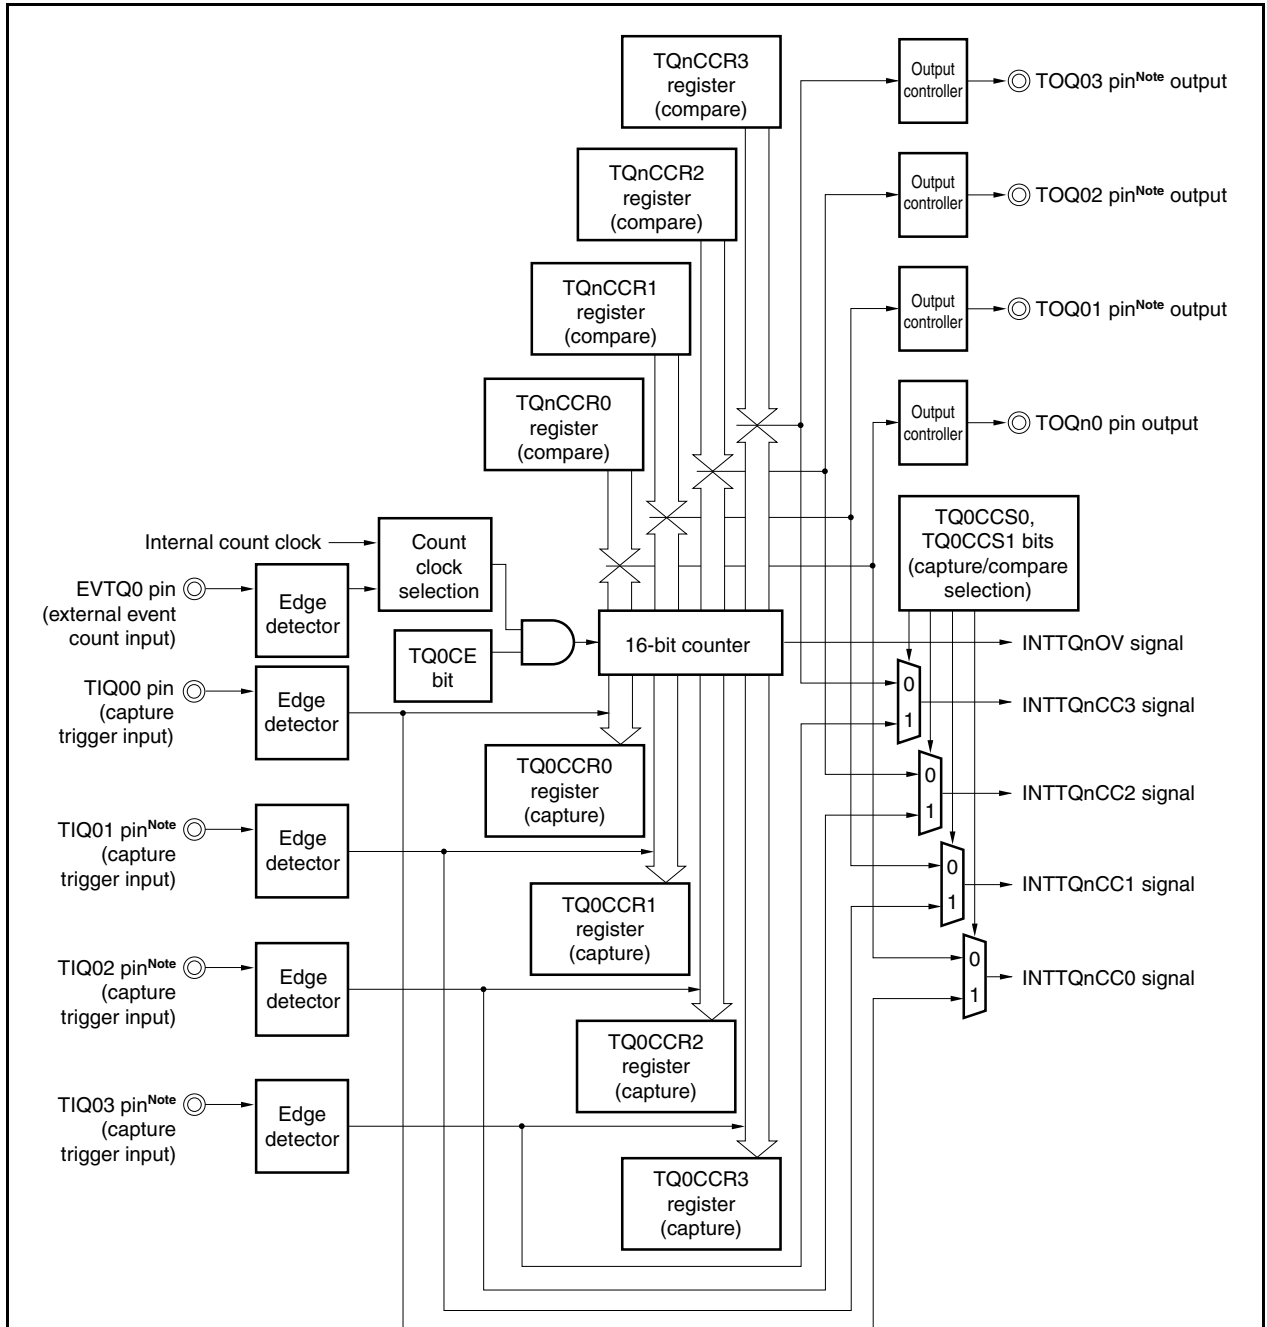 TQnCCR3
register
(compare)
Output
controller
TOQ03 pinNote output
TQnCCR2
register
(compare)
Output
controller
TOQ02 pinNote output
TQnCCR1
register
(compare)
Output
controller
TOQ01 pinNote output
TQnCCR0
register
(compare)
Output
controller
TOQn0 pin output
TQ0CCS0,
TQ0CCS1 bits
(capture/compare
selection)
Internal count clock
Count
clock
selection
EVTQ0 pin
(external event
count input)
Edge
detector
TQ0CE
bit
16-bit counter
INTTQnOV signal
TIQ00 pin
(capture
trigger input)
Edge
detector
0
1
INTTQnCC3 signal
TQ0CCR0
register
(capture)
0
1
INTTQnCC2 signal
TIQ01 pinNote
(capture
trigger input)
Edge
detector
0
1
INTTQnCC1 signal
TQ0CCR1
register
(capture)
TIQ02 pinNote
(capture
trigger input)
Edge
detector
0
1
INTTQnCC0 signal
TQ0CCR2
register
(capture)
TIQ03 pinNote
(capture
trigger input)
Edge
detector
TQ0CCR3
register
(capture)